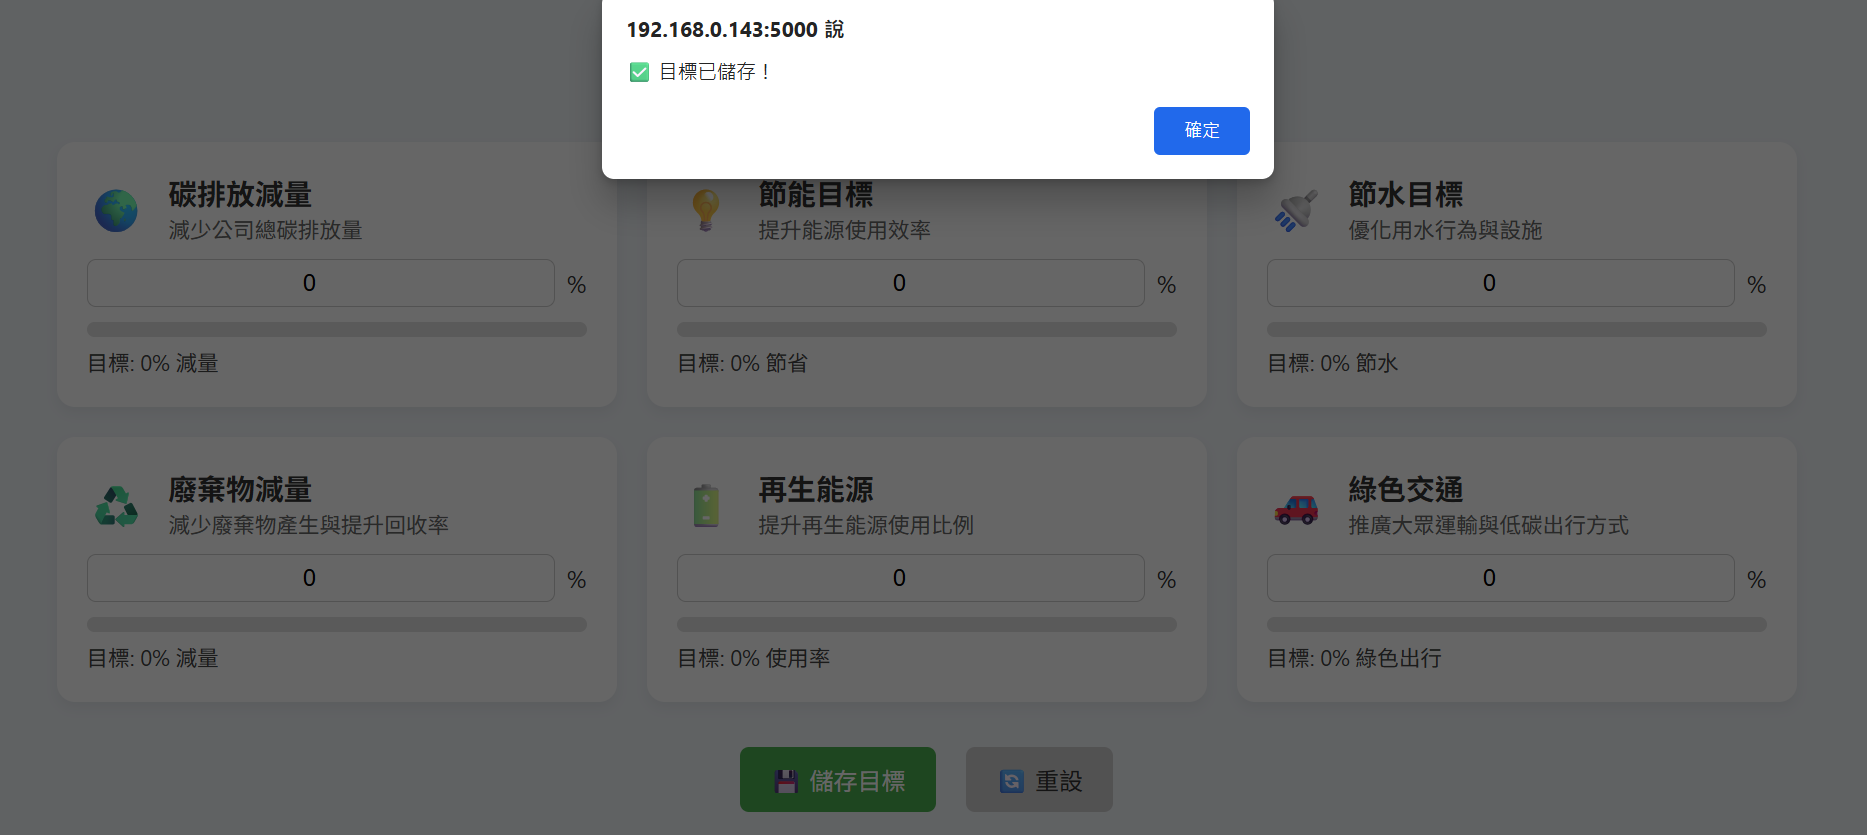 192.168.0.143:5000 說
✅ 目標已儲存！
確定
碳排放減量
減少公司總碳排放量
0 %
目標: 0% 減量
節能目標
提升能源使用效率
0 %
目標: 0% 節省
節水目標
優化用水行為與設施
0 %
目標: 0% 節水
廢棄物減量
減少廢棄物產生與提升回收率
0 %
目標: 0% 減量
再生能源
提升再生能源使用比例
0 %
目標: 0% 使用率
綠色交通
推廣大眾運輸與低碳出行方式
0 %
目標: 0% 綠色出行
💾 儲存目標
🔄 重設